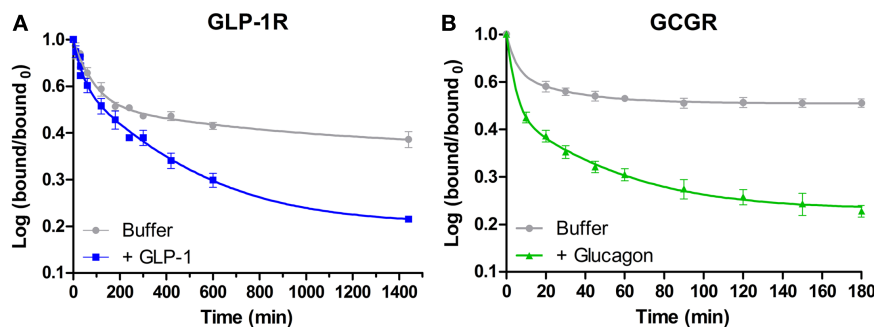 A GLP-1R
Log (bound/bound 0)
1.0
0.6
0.4
0.3
0.2
0.1
Buffer
+ GLP-1
0 200 400 600 800 1000 1200 1400
Time (min)
B GCGR
Log (bound/bound 0)
1.0
0.6
0.4
0.3
0.2
0.1
Buffer
+ Glucagon
0 20 40 60 80 100 120 140 160 180
Time (min)